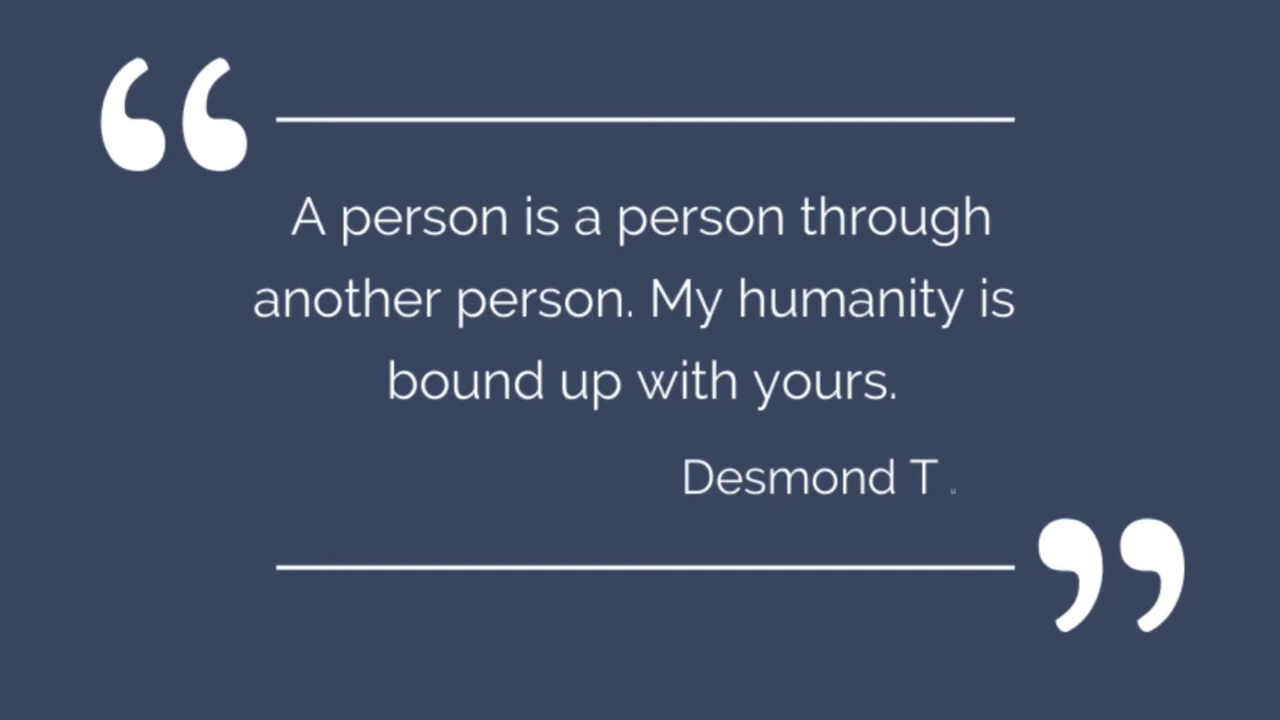 “
A person is a person through
another person. My humanity is
bound up with yours.
Desmond T
”